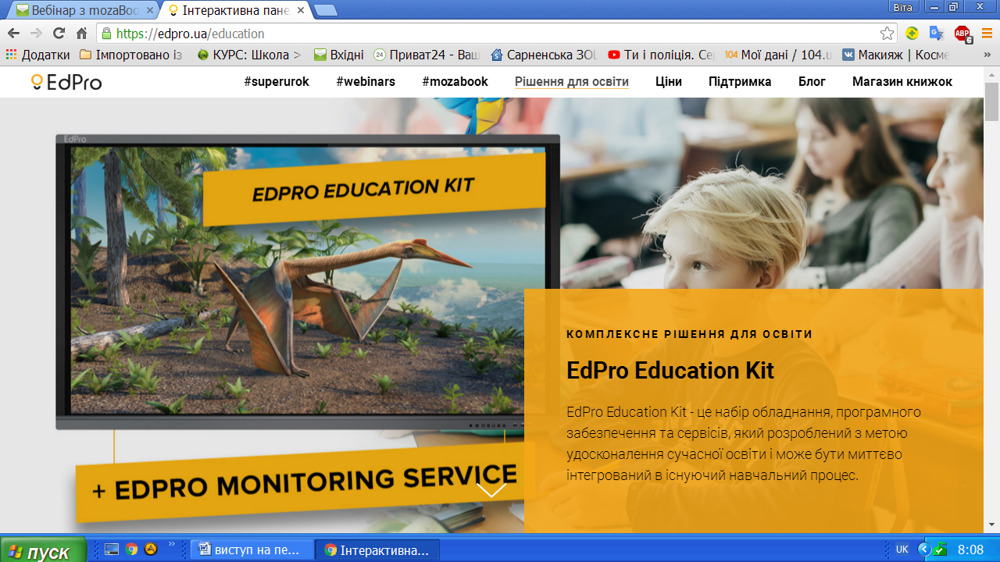 Вебінар з mozaBoo
Інтерактивна пане
Віта
https://edpro.ua/education
ABP
6
Додатки
Імпортовано із
КУРС: Школа >
Вхідні
24
Приват24 - Ваш
Сарненська ЗОШ
Ти і поліція. Се
104
Мої дані / 104.u
Макияж | Косме
»
EdPro
#superurok
#webinars
#mozabook
Рішення для освіти
Ціни
Підтримка
Блог
Магазин книжок
EdPro
EDPRO EDUCATION KIT
+ EDPRO MONITORING SERVICE
КОМПЛЕКСНЕ РІШЕННЯ ДЛЯ ОСВІТИ
EdPro Education Kit
EdPro Education Kit - це набір обладнання, програмного
забезпечення та сервісів, який розроблений з метою
удосконалення сучасної освіти і може бути миттєво
інтегрований в існуючий навчальний процес.
пуск
»
виступ на пе...
Інтерактивна...
UK
8:08